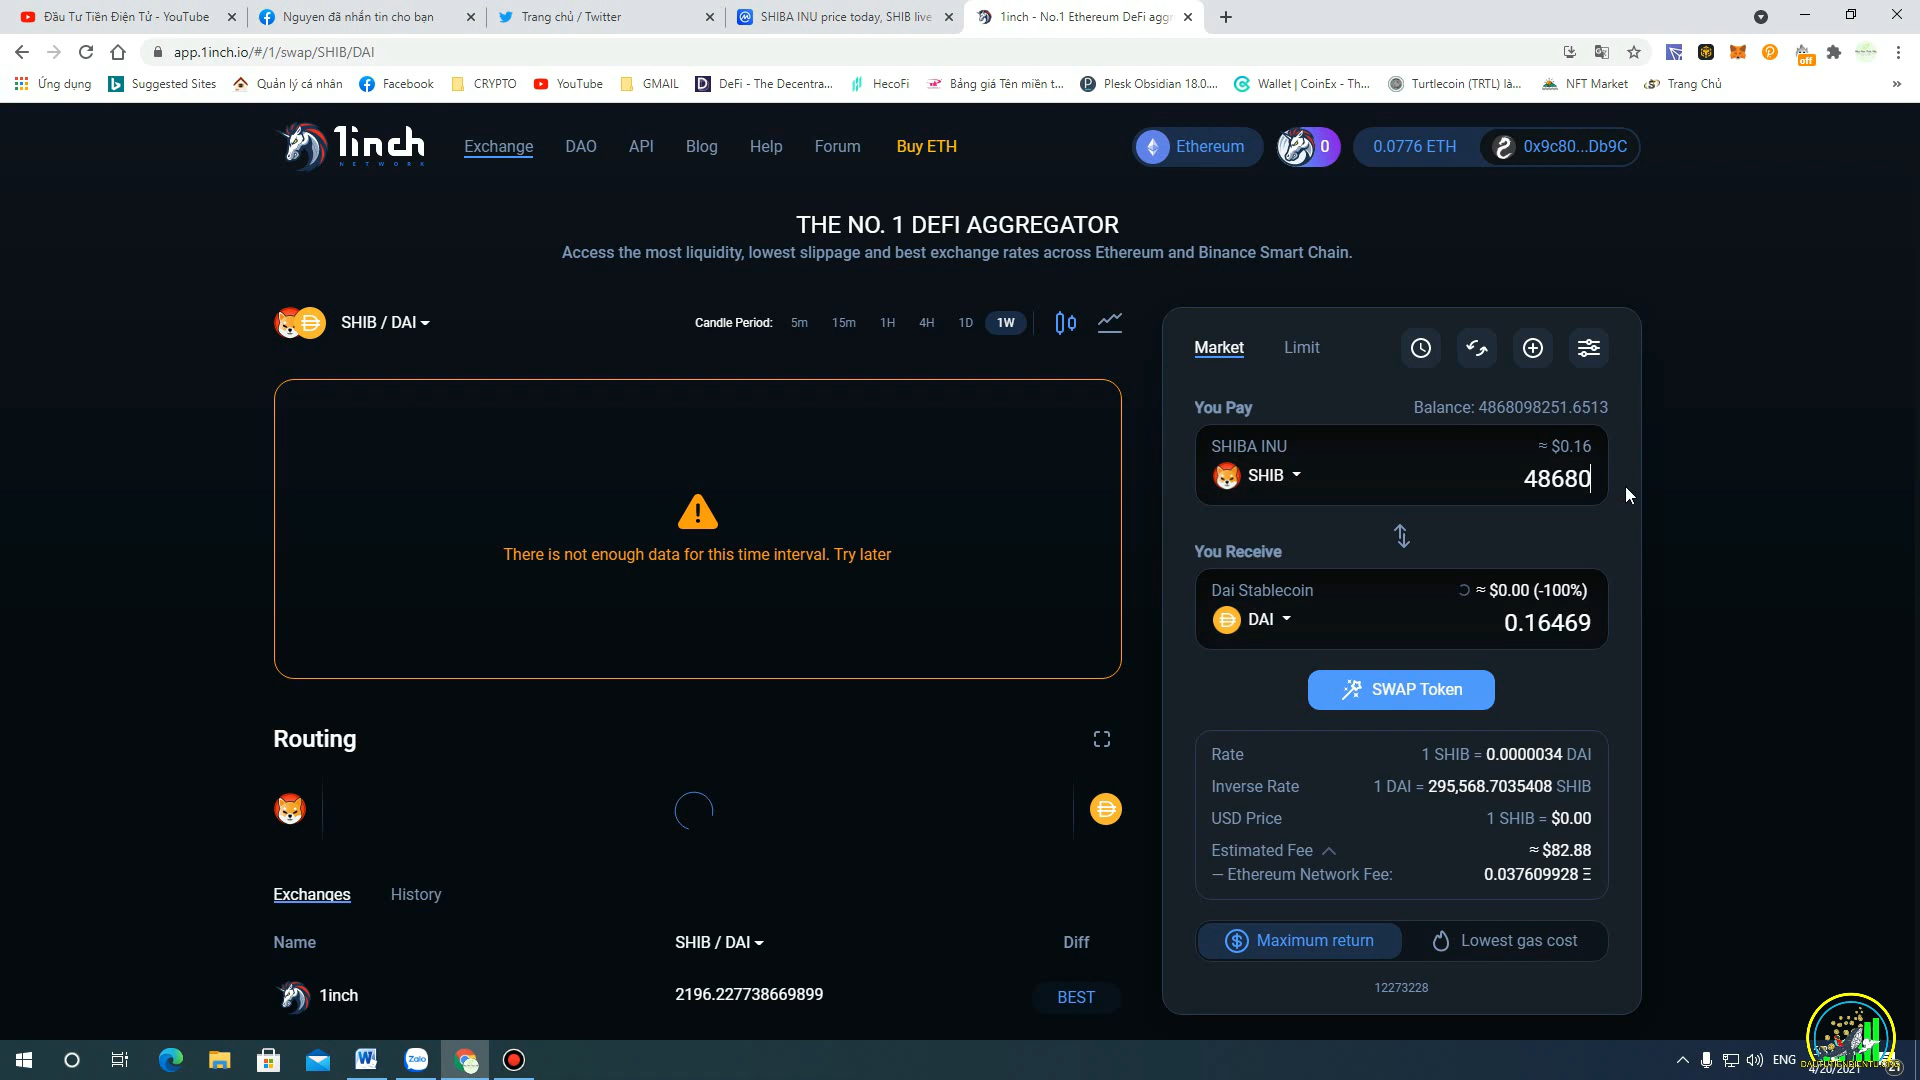 Đầu Tư Tiền Điện Tử - YouTube
Nguyen đã nhắn tin cho bạn
Trang chủ / Twitter
SHIBA INU price today, SHIB live
1inch - No.1 Ethereum DeFi aggr
app.1inch.io/#/1/swap/SHIB/DAI
off
Ứng dụng
Suggested Sites
Quản lý cá nhân
Facebook
CRYPTO
YouTube
GMAIL
DeFi - The Decentra...
HecoFi
Bảng giá Tên miền t...
Plesk Obsidian 18.0....
Wallet | CoinEx - Th...
Turtlecoin (TRTL) là...
NFT Market
Trang Chủ
1inch
NETWORK
Exchange
DAO
API
Blog
Help
Forum
Buy ETH
Ethereum
0
0.0776 ETH
0x9c80...Db9C
THE NO. 1 DEFI AGGREGATOR
Access the most liquidity, lowest slippage and best exchange rates across Ethereum and Binance Smart Chain.
SHIB / DAI
Candle Period:
5m
15m
1H
4H
1D
1W
There is not enough data for this time interval. Try later
Market
Limit
You Pay
Balance: 4868098251.6513
SHIBA INU
≈ $0.16
SHIB
48680
You Receive
Dai Stablecoin
≈ $0.00 (-100%)
DAI
0.16469
SWAP Token
Rate
1 SHIB = 0.0000034 DAI
Inverse Rate
1 DAI = 295,568.7035408 SHIB
USD Price
1 SHIB = $0.00
Estimated Fee
≈ $82.88
— Ethereum Network Fee:
0.037609928 Ξ
Maximum return
Lowest gas cost
12273228
Routing
Exchanges
History
Name
SHIB / DAI
Diff
1inch
2196.227738669899
BEST
Zalo
ENG
4/20/2021
21